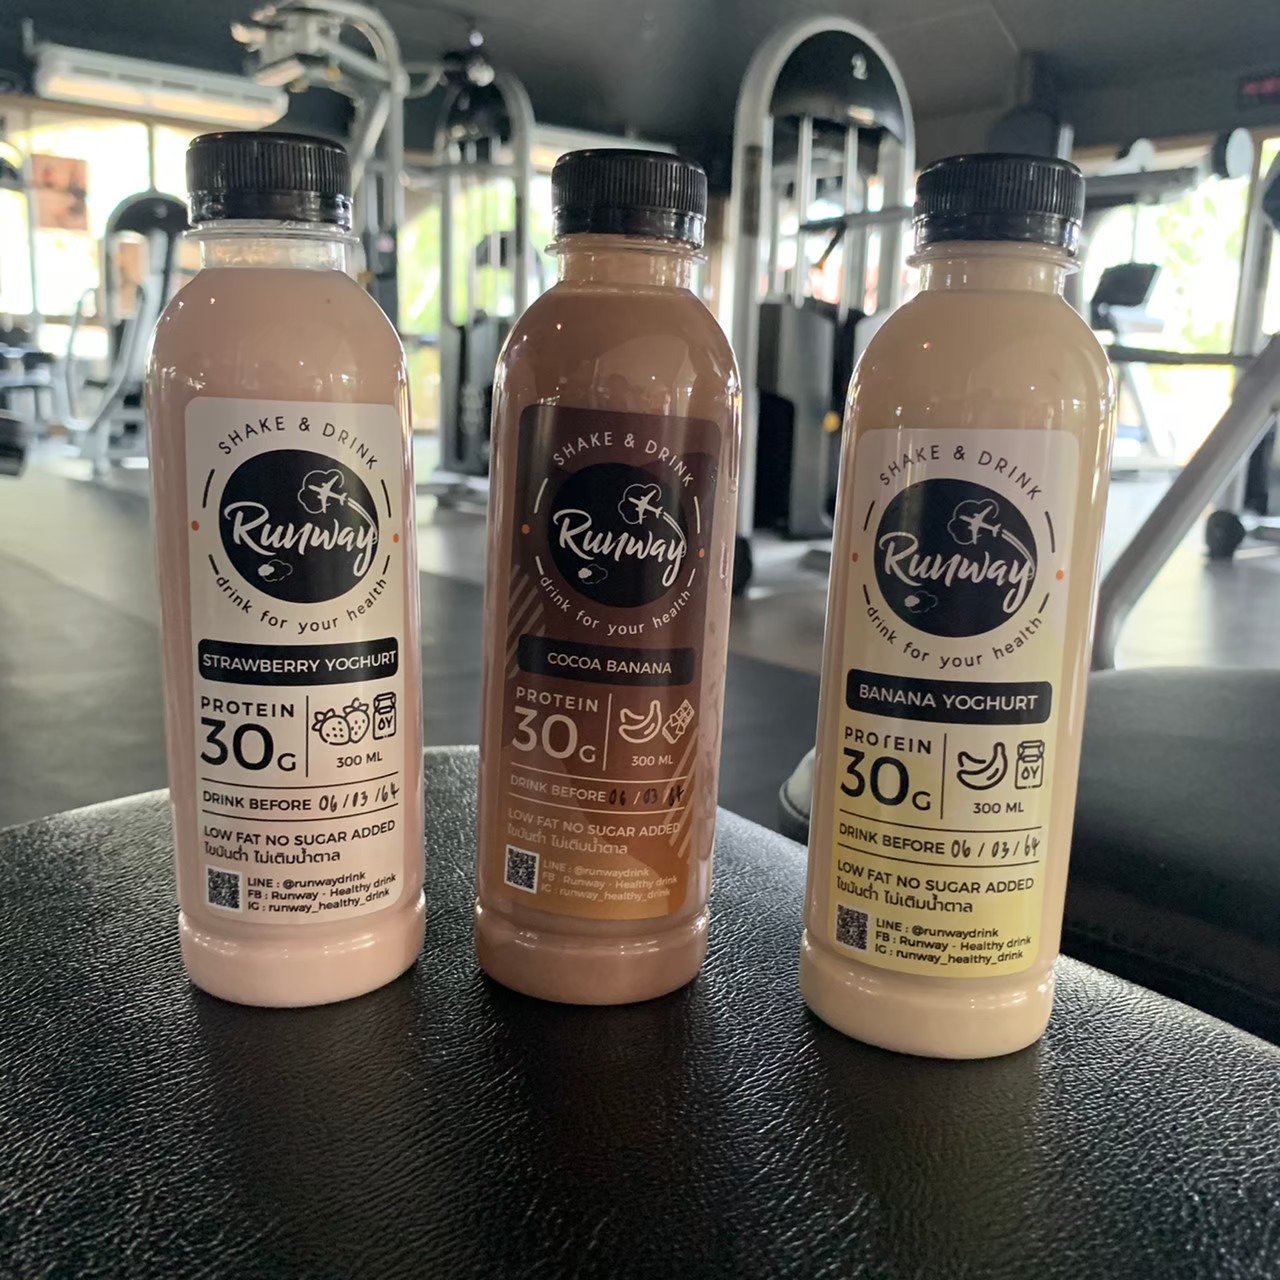 SHAKE & DRINK
Runway
drink for your health
STRAWBERRY YOGHURT
PROTEIN
30G
300 ML
DRINK BEFORE 06/03/64
LOW FAT NO SUGAR ADDED
ไขมันต่ำ ไม่เติมน้ำตาล
LINE : @runwaydrink
FB : Runway - Healthy drink
IG : runway_healthy_drink
SHAKE & DRINK
Runway
drink for your health
COCOA BANANA
PROTEIN
30G
300 ML
DRINK BEFORE 06/03/64
LOW FAT NO SUGAR ADDED
ไขมันต่ำ ไม่เติมน้ำตาล
LINE : @runwaydrink
FB : Runway - Healthy drink
IG : runway_healthy_drink
SHAKE & DRINK
Runway
drink for your health
BANANA YOGHURT
PROTEIN
30G
300 ML
DRINK BEFORE 06/03/64
LOW FAT NO SUGAR ADDED
ไขมันต่ำ ไม่เติมน้ำตาล
LINE : @runwaydrink
FB : Runway - Healthy drink
IG : runway_healthy_drink
2